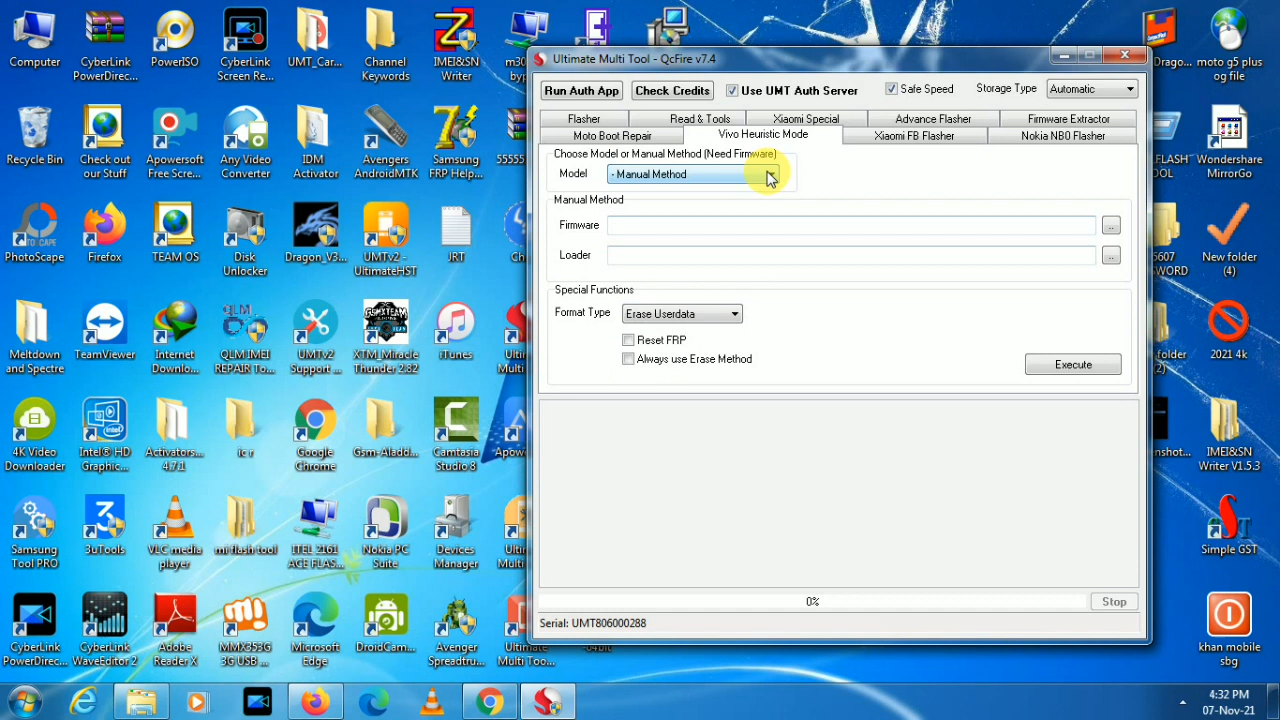 Computer
CyberLink
PowerDirec...
PowerISO
CyberLink
Screen Re...
UMT_Car...
Channel
Keywords
IMEI&SN
Writer
Recycle Bin
Check out
our Stuff
Apowersoft
Free Scre...
Any Video
Converter
IDM
Activator
Avengers
AndroidMTK
Samsung
FRP Help...
PhotoScape
Firefox
TEAM OS
Disk
Unlocker
Dragon_V3...
UMTv2 -
UltimateHST
JRT
Meltdown
and Spectre
TeamViewer
Internet
Downlo...
QLM IMEI
REPAIR To...
UMTv2
Support ...
XTM_Miracle
Thunder 2.82
iTunes
4K Video
Downloader
Intel® HD
Graphic...
Activators...
4.7.1
ic r
Google
Chrome
Gsm-Aladd...
Camtasia
Studio 8
Samsung
Tool PRO
3uTools
VLC media
player
mi flash tool
ITEL 2161
ACE FLAS...
Nokia PC
Suite
Devices
Manager
CyberLink
PowerDirec...
CyberLink
WaveEditor 2
Adobe
Reader X
MMX353G
3G USB ...
Microsoft
Edge
DroidCam...
Avenger
Spreadtru...
Ultimate
Multi Too...
Ultimate Multi Tool - QcFire v7.4
Run Auth App
Check Credits
Use UMT Auth Server
Safe Speed
Storage Type
Automatic
Flasher
Read & Tools
Xiaomi Special
Advance Flasher
Firmware Extractor
Moto Boot Repair
Vivo Heuristic Mode
Xiaomi FB Flasher
Nokia NB0 Flasher
Choose Model or Manual Method (Need Firmware)
Model
- Manual Method
Manual Method
Firmware
..
Loader
..
Special Functions
Format Type
Erase Userdata
Reset FRP
Always use Erase Method
Execute
0%
Stop
Serial: UMT806000288
moto g5 plus
og file
Wondershare
MirrorGo
New folder
(4)
2021 4k
IMEI&SN
Writer V1.5.3
Simple GST
khan mobile
sbg
4:32 PM
07-Nov-21